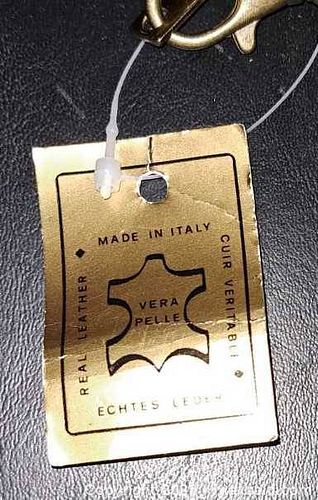 MADE IN ITALY
REAL LEATHER
CUIR VERITABLE
VERA
PELLE
ECHTES LEDER